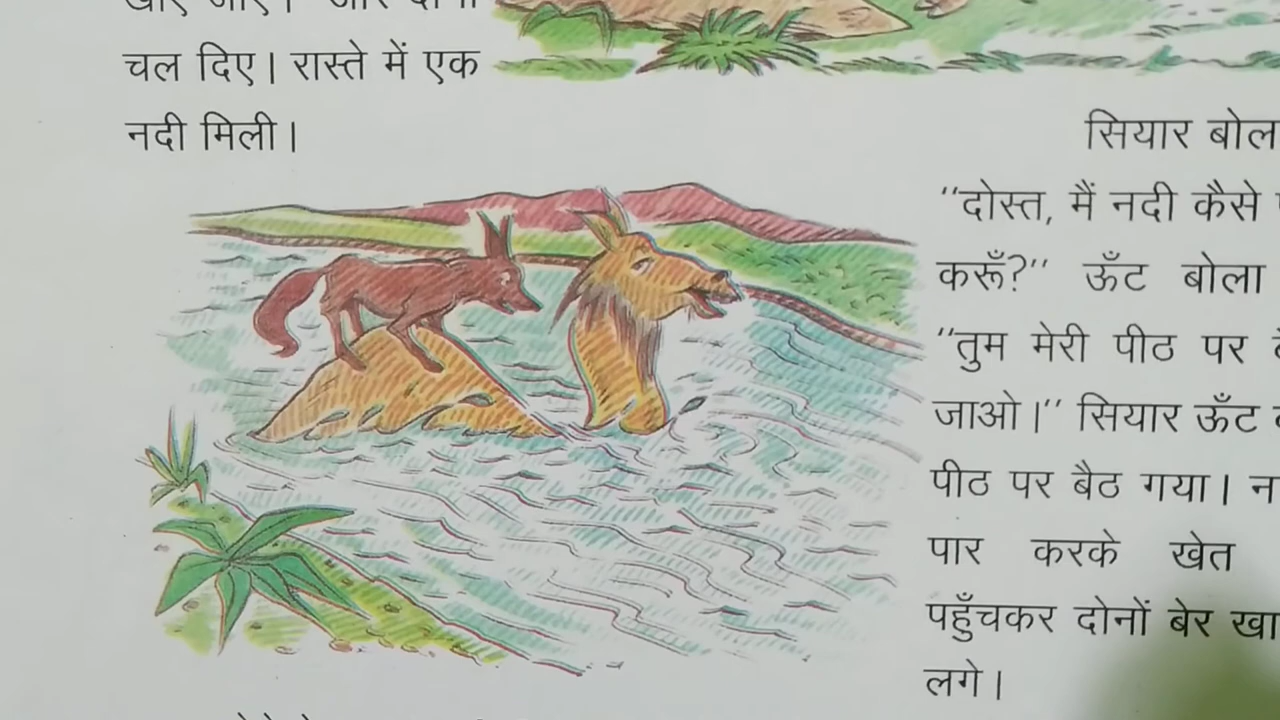 चल दिए। रास्ते में एक
नदी मिली।
सियार
"दोस्त, मैं नदी कैसे
करूँ?" ऊँट बोला
"तुम मेरी पीठ पर
जाओ।" सियार ऊँट
पीठ पर बैठ गया।
पार करके खेत
पहुँचकर दोनों बेर
लगे।